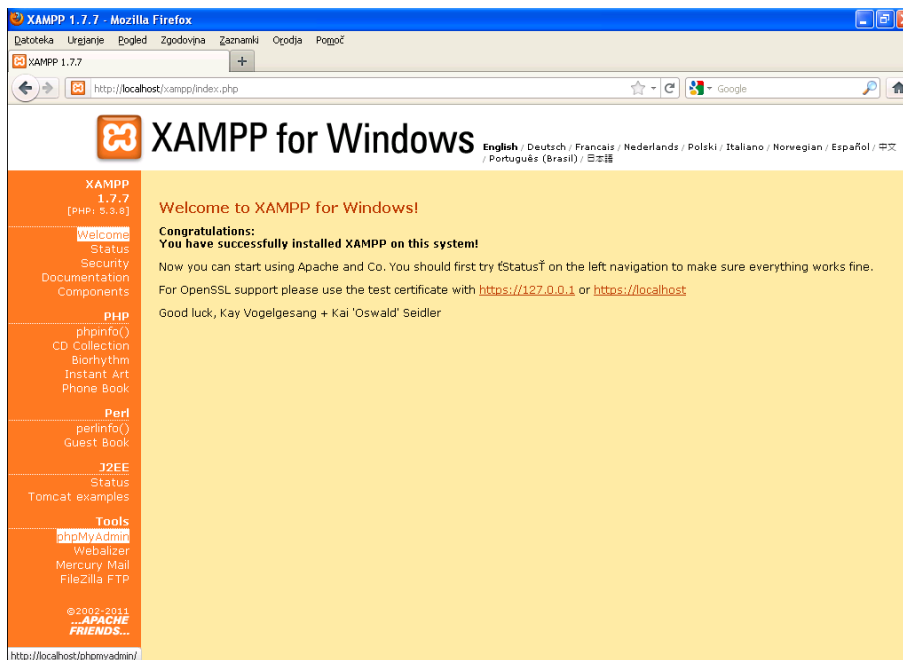 XAMPP 1.7.7 - Mozilla Firefox
Datoteka Urejanje Pogled Zgodovina Zaznamki Orodja Pomoč
XAMPP 1.7.7
http://localhost/xampp/index.php
Google
XAMPP for Windows
English / Deutsch / Francais / Nederlands / Polski / Italiano / Norwegian / Español / 中文
/ Português (Brasil) / 日本語
XAMPP
1.7.7
[PHP: 5.3.8]
Welcome
Status
Security
Documentation
Components
PHP
phpinfo()
CD Collection
Biorhythm
Instant Art
Phone Book
Perl
perlinfo()
Guest Book
J2EE
Status
Tomcat examples
Tools
phpMyAdmin
Webalizer
Mercury Mail
FileZilla FTP
©2002-2011
...APACHE
FRIENDS...
http://localhost/phpmyadmin/
Welcome to XAMPP for Windows!
Congratulations:
You have successfully installed XAMPP on this system!
Now you can start using Apache and Co. You should first try ťStatusŤ on the left navigation to make sure everything works fine.
For OpenSSL support please use the test certificate with https://127.0.0.1 or https://localhost
Good luck, Kay Vogelgesang + Kai 'Oswald' Seidler